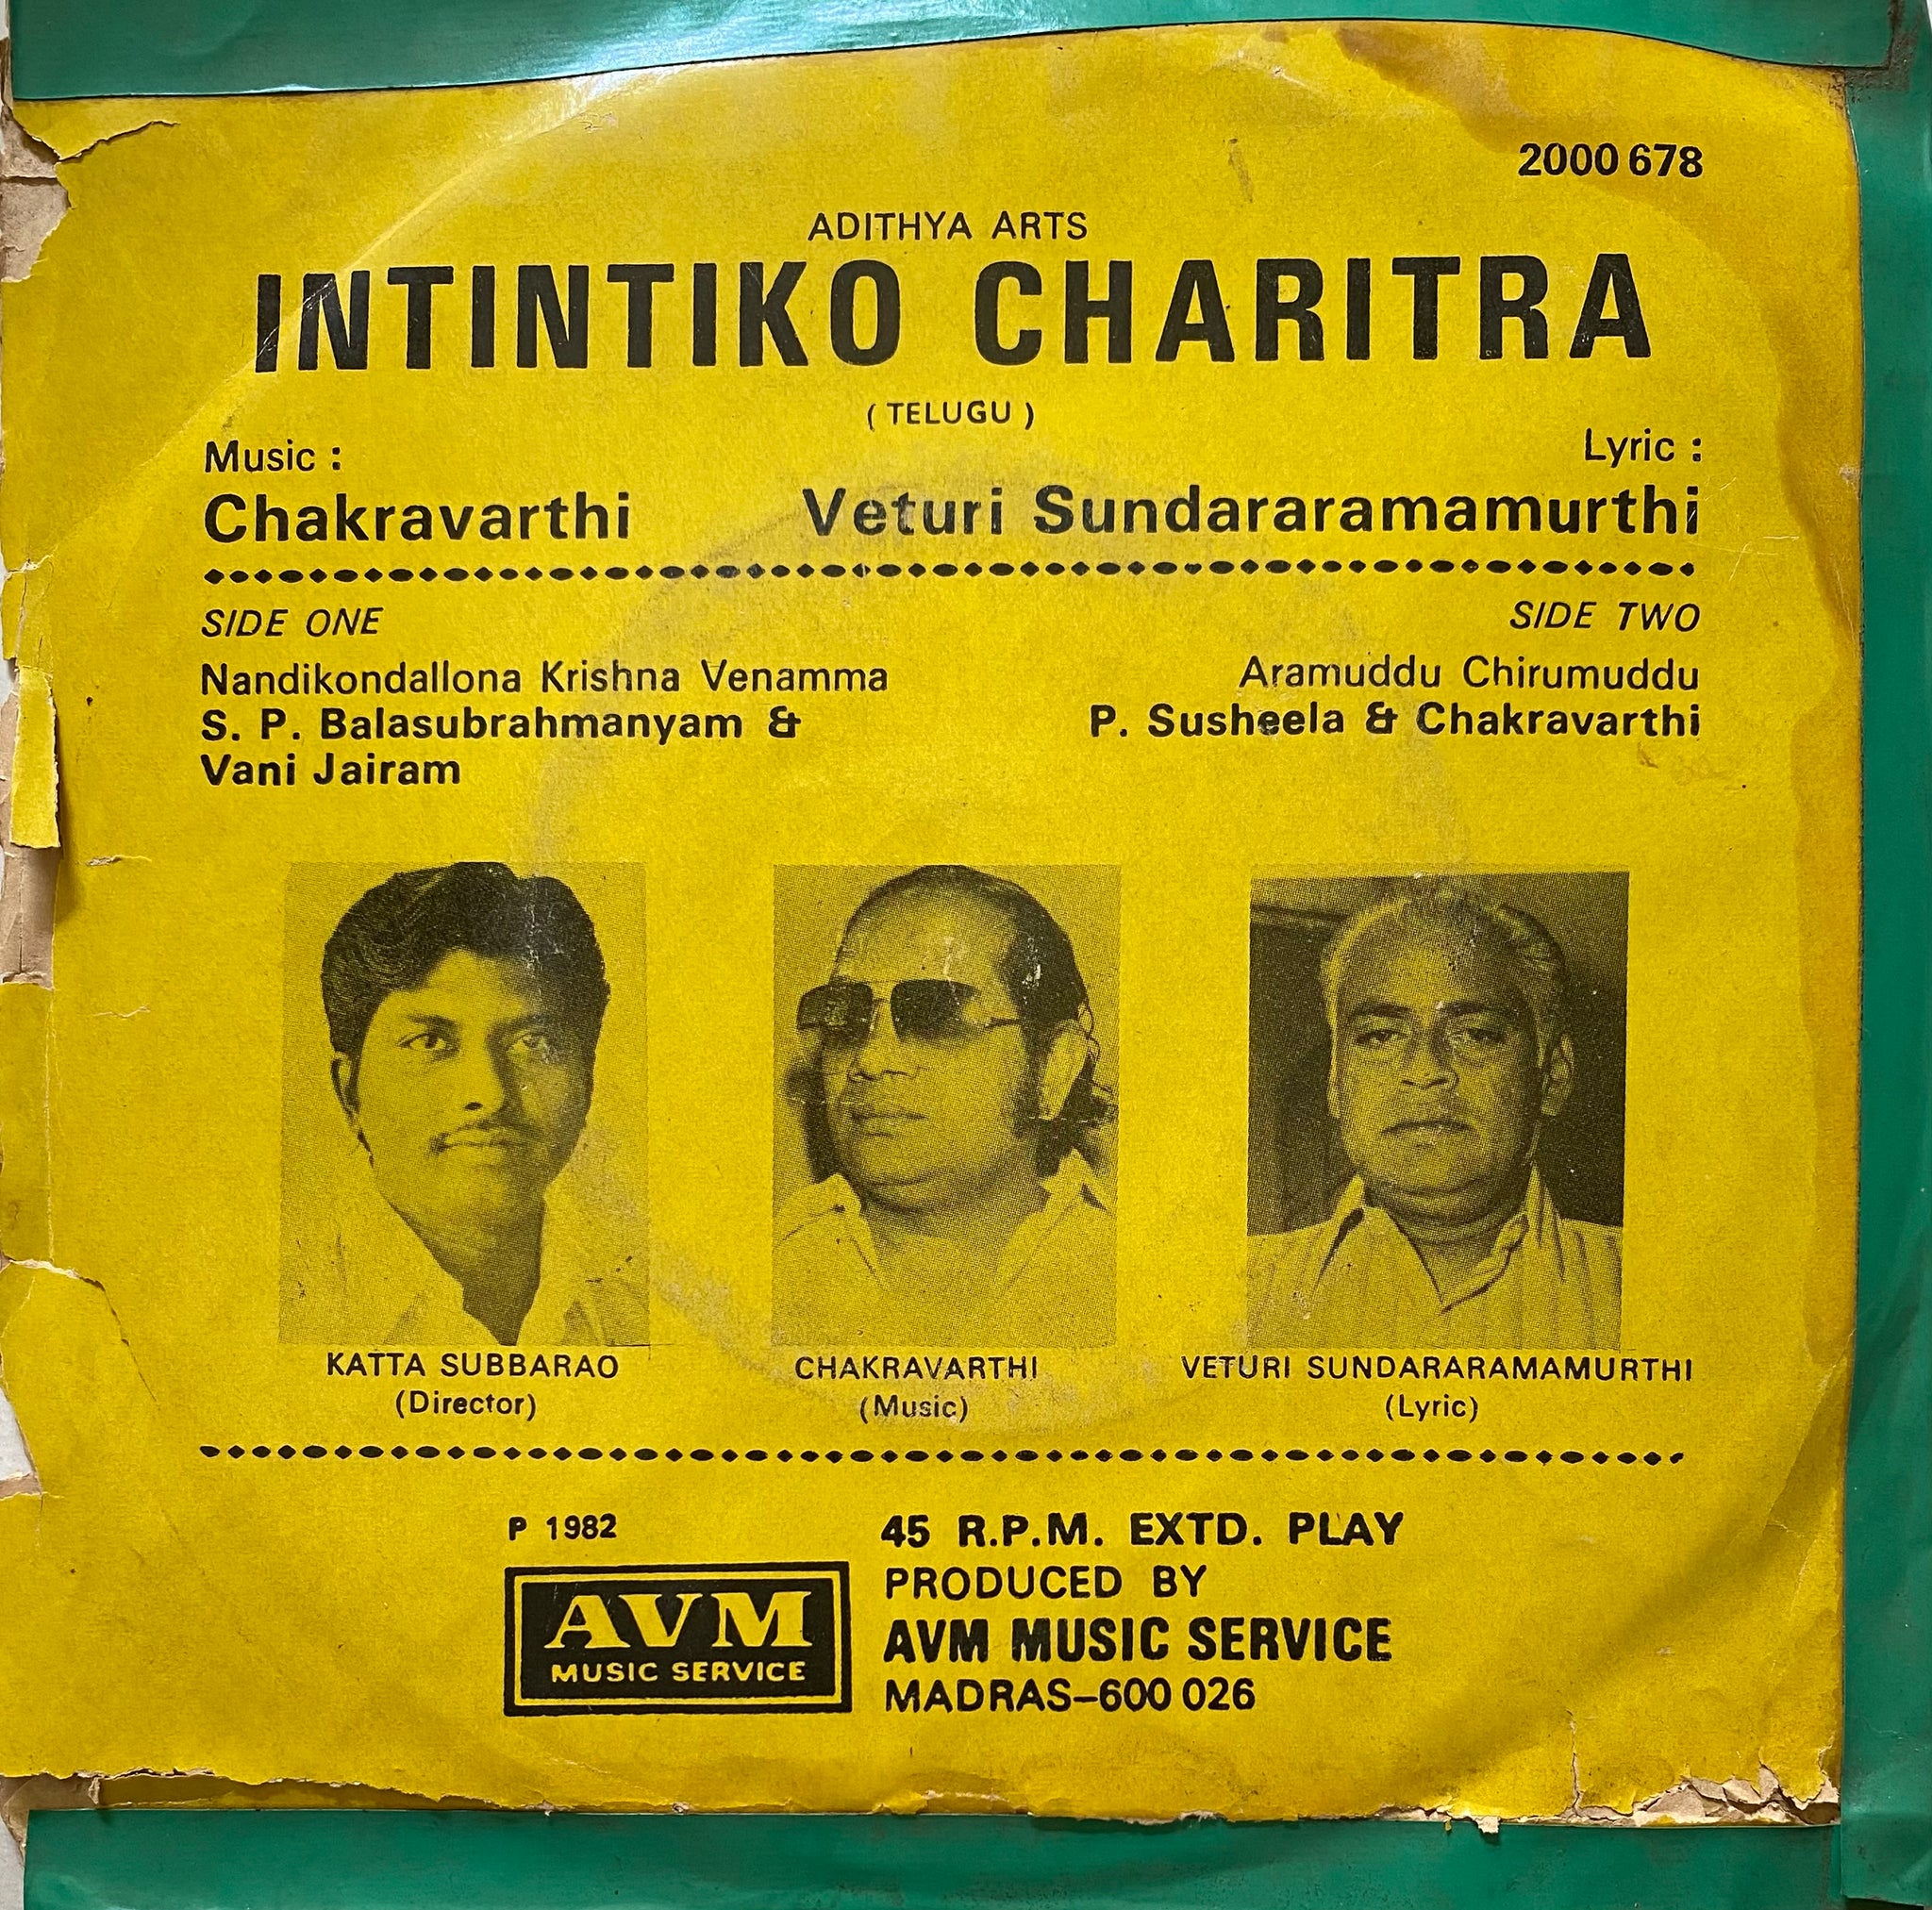 2000 678
ADITHYA ARTS
INTINTIKO CHARITRA
( TELUGU )
Music :
Chakravarthi
Lyric :
Veturi Sundararamamurthi
SIDE ONE
Nandikondallona Krishna Venamma
S. P. Balasubrahmanyam &
Vani Jairam
SIDE TWO
Aramuddu Chirumuddu
P. Susheela & Chakravarthi
KATTA SUBBARAO
(Director)
CHAKRAVARTHI
(Music)
VETURI SUNDARARAMAMURTHI
(Lyric)
P 1982
AVM
MUSIC SERVICE
45 R.P.M. EXTD. PLAY
PRODUCED BY
AVM MUSIC SERVICE
MADRAS–600 026